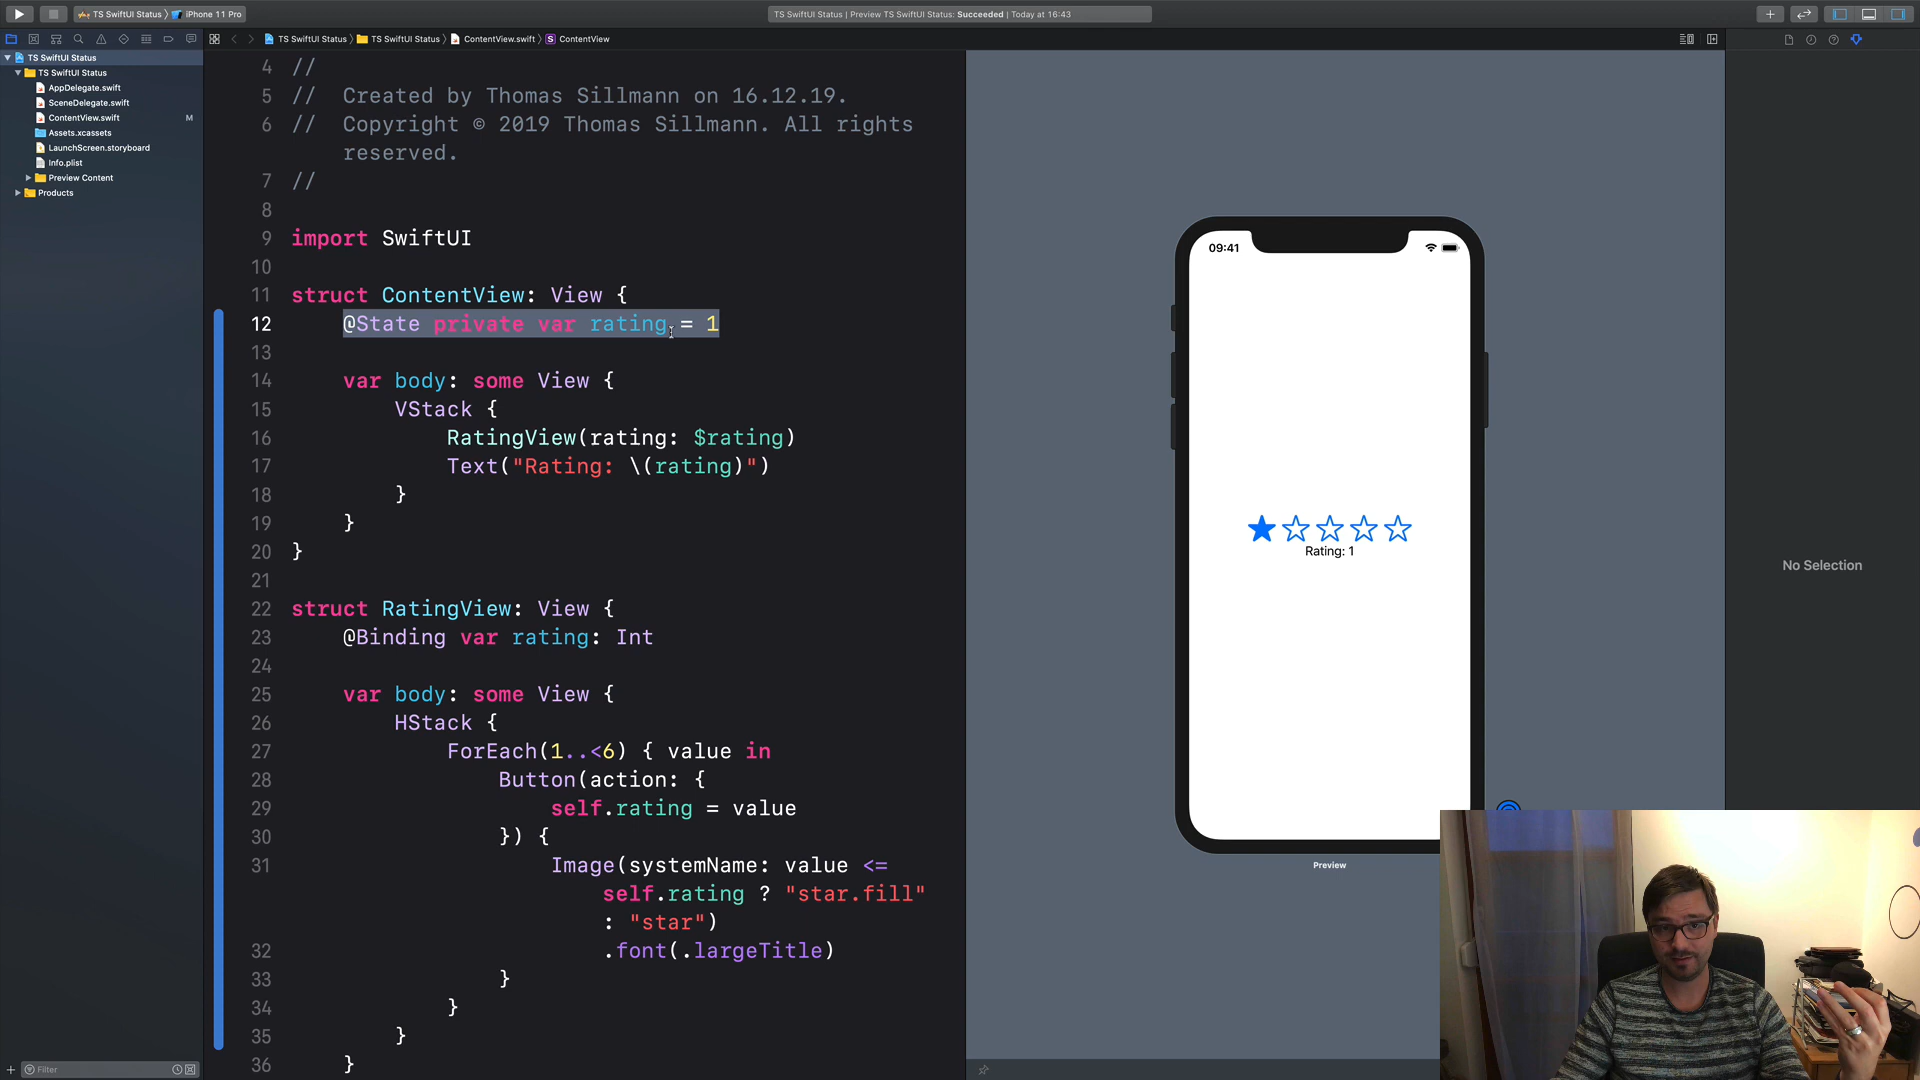 TS SwiftUI Status
iPhone 11 Pro
TS SwiftUI Status | Preview TS SwiftUI Status: Succeeded | Today at 16:43
TS SwiftUI Status
TS SwiftUI Status
ContentView.swift
ContentView
TS SwiftUI Status
TS SwiftUI Status
AppDelegate.swift
SceneDelegate.swift
ContentView.swift M
Assets.xcassets
LaunchScreen.storyboard
Info.plist
Preview Content
Products
Filter
4 //
5 //  Created by Thomas Sillmann on 16.12.19.
6 //  Copyright © 2019 Thomas Sillmann. All rights
reserved.
7 //
8
9 import SwiftUI
10
11 struct ContentView: View {
12     @State private var rating = 1
13
14     var body: some View {
15         VStack {
16             RatingView(rating: $rating)
17             Text("Rating: \(rating)")
18         }
19     }
20 }
21
22 struct RatingView: View {
23     @Binding var rating: Int
24
25     var body: some View {
26         HStack {
27             ForEach(1..<6) { value in
28                 Button(action: {
29                     self.rating = value
30                 }) {
31                     Image(systemName: value <=
self.rating ? "star.fill"
: "star")
32                         .font(.largeTitle)
33                 }
34             }
35         }
36     }
09:41
Rating: 1
Preview
No Selection